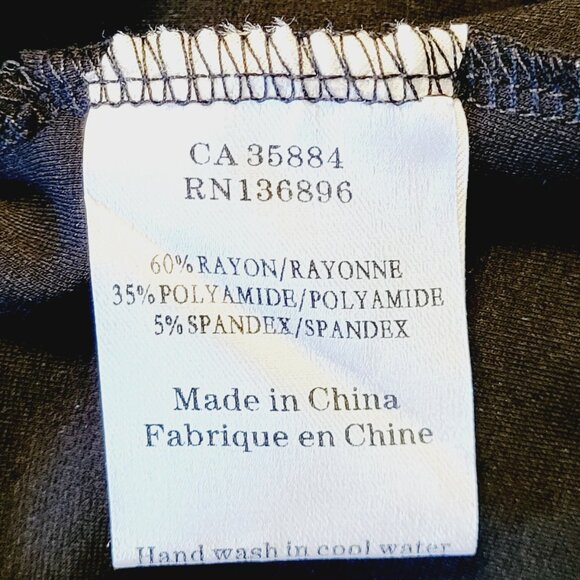 CA 35884
RN136896
60% RAYON/RAYONNE
35% POLYAMIDE/POLYAMIDE
5% SPANDEX/SPANDEX
Made in China
Fabrique en Chine
Hand wash in cool water